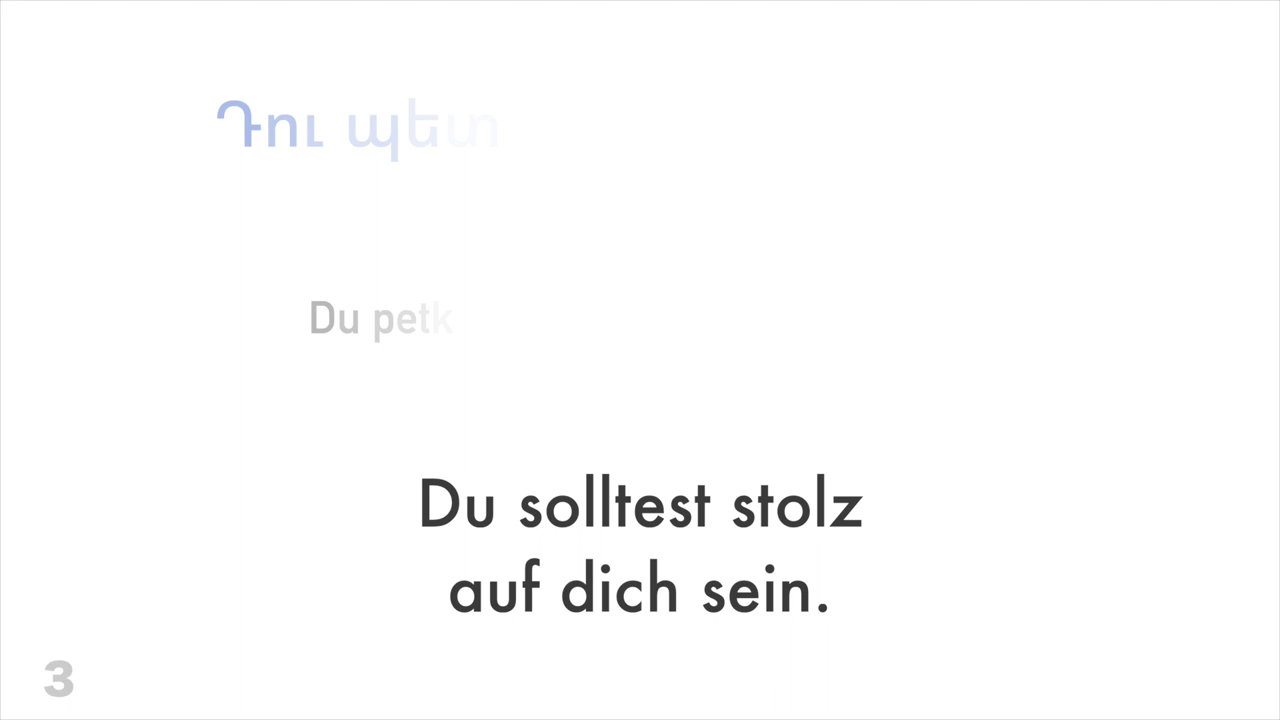 Դու պետ
Du petk
Du solltest stolz
auf dich sein.
3